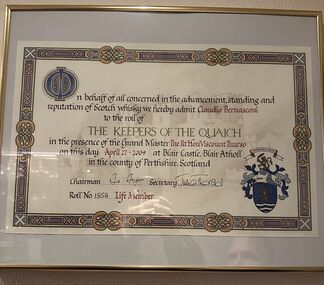 On behalf of all concerned in the advancement, standing and
reputation of Scotch whisky we hereby admit Claudio Bernasconi
to the roll of
THE KEEPERS OF THE QUAICH
in the presence of the Grand Master The Rt Hon Viscount Thurso
on this day April 27 · 2009 at Blair Castle, Blair Atholl
in the county of Perthshire, Scotland
Chairman Secretary
Roll No. 1858 Life Member